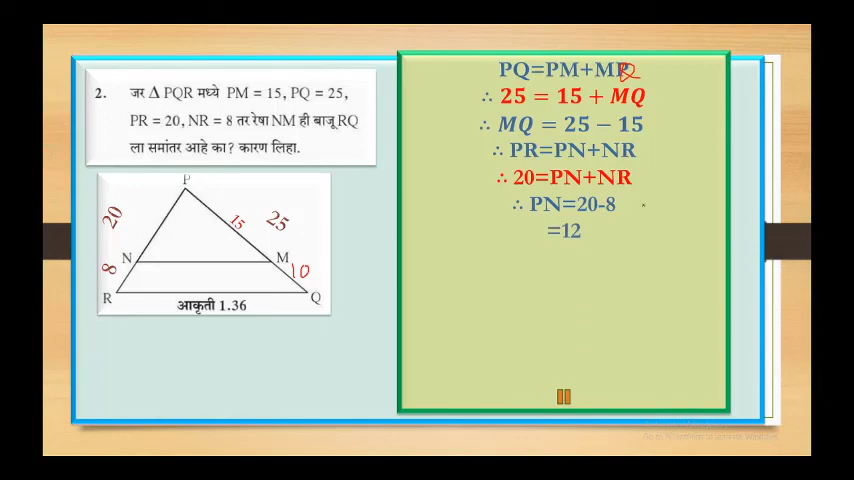 2. जर Δ PQR मध्ये PM = 15, PQ = 25,
PR = 20, NR = 8 तर रेषा NM ही बाजू RQ
ला समांतर आहे का? कारण लिहा.
P
20
15
25
N
M
8
10
R
Q
आकृती 1.36
PQ=PM+MQ
∴ 25 = 15 + MQ
∴ MQ = 25 − 15
∴ PR=PN+NR
∴ 20=PN+NR
∴ PN=20-8
=12